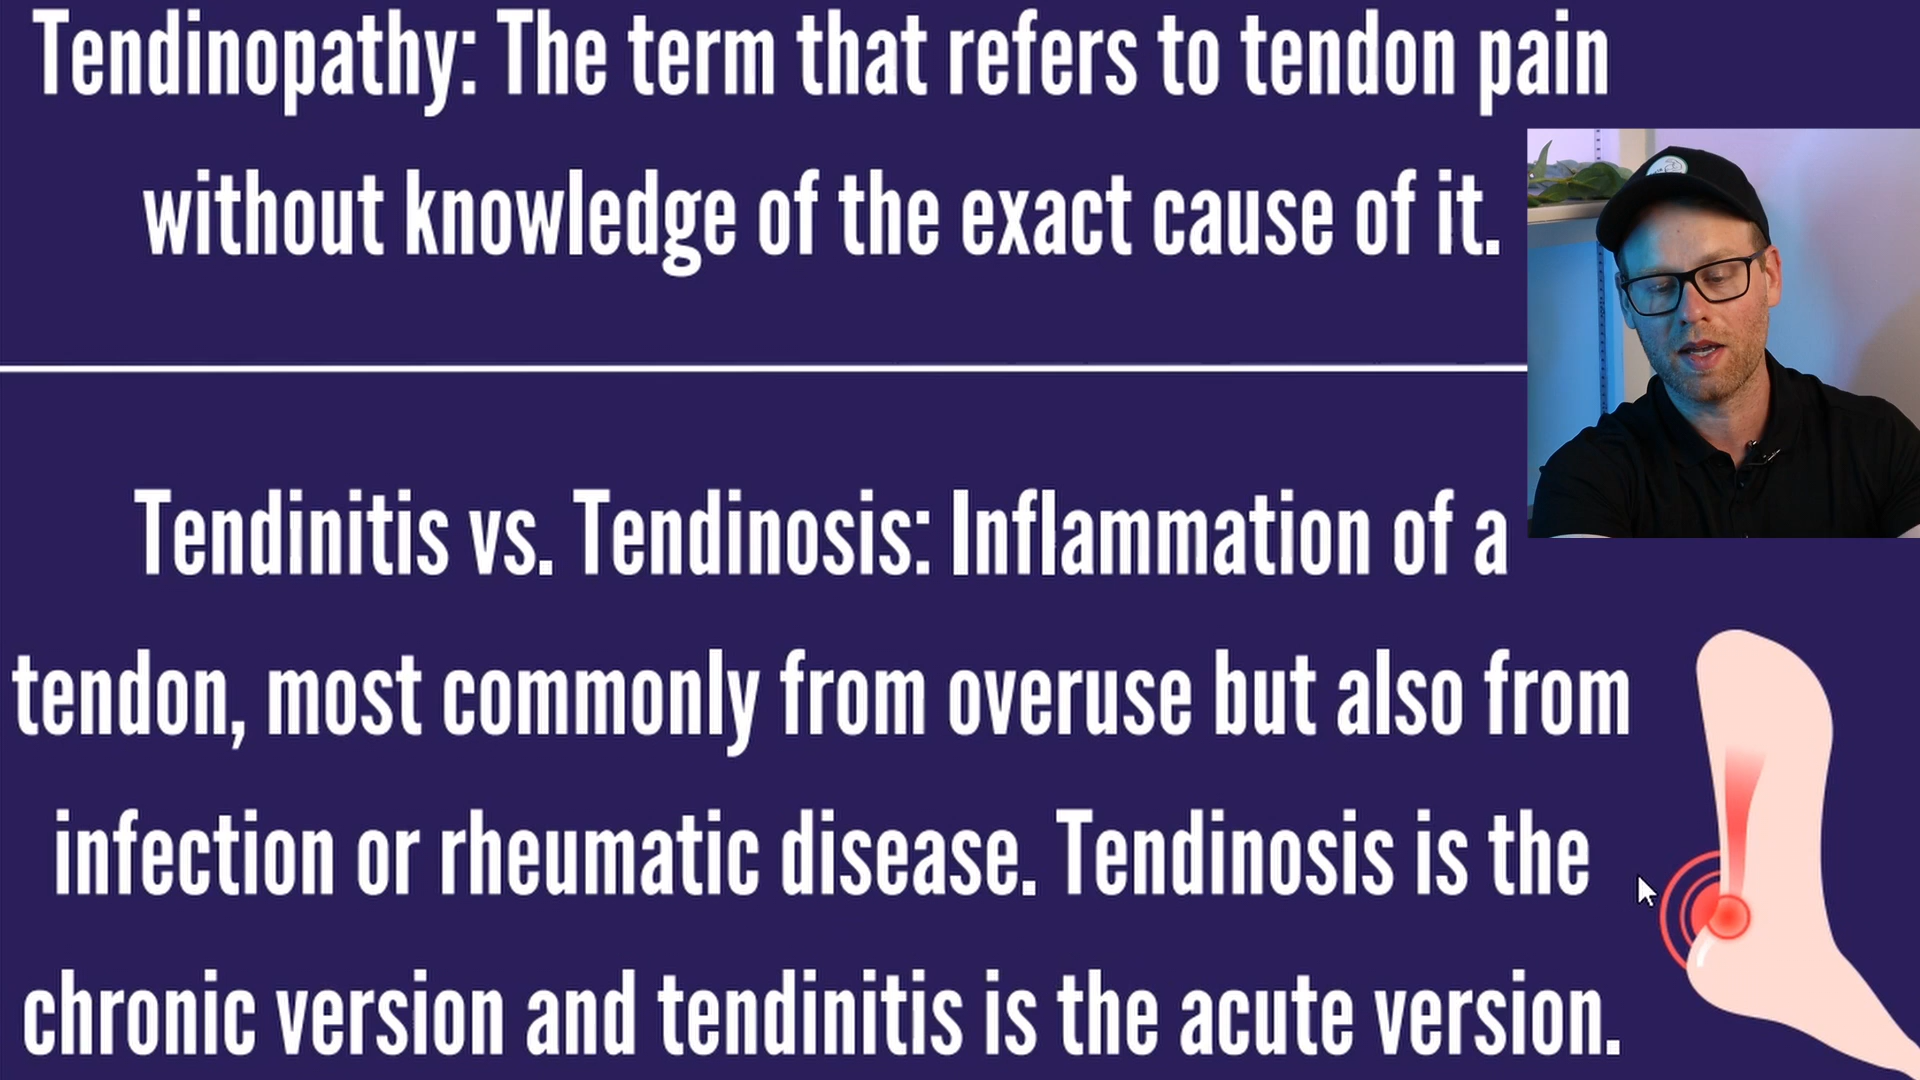 Tendinopathy: The term that refers to tendon pain
without knowledge of the exact cause of it.
Tendinitis vs. Tendinosis: Inflammation of a
tendon, most commonly from overuse but also from
infection or rheumatic disease. Tendinosis is the
chronic version and tendinitis is the acute version.